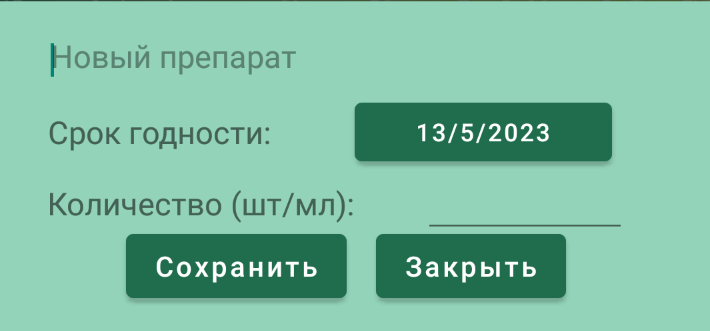 Новый препарат
Срок годности: 13/5/2023
Количество (шт/мл):
Сохранить Закрыть